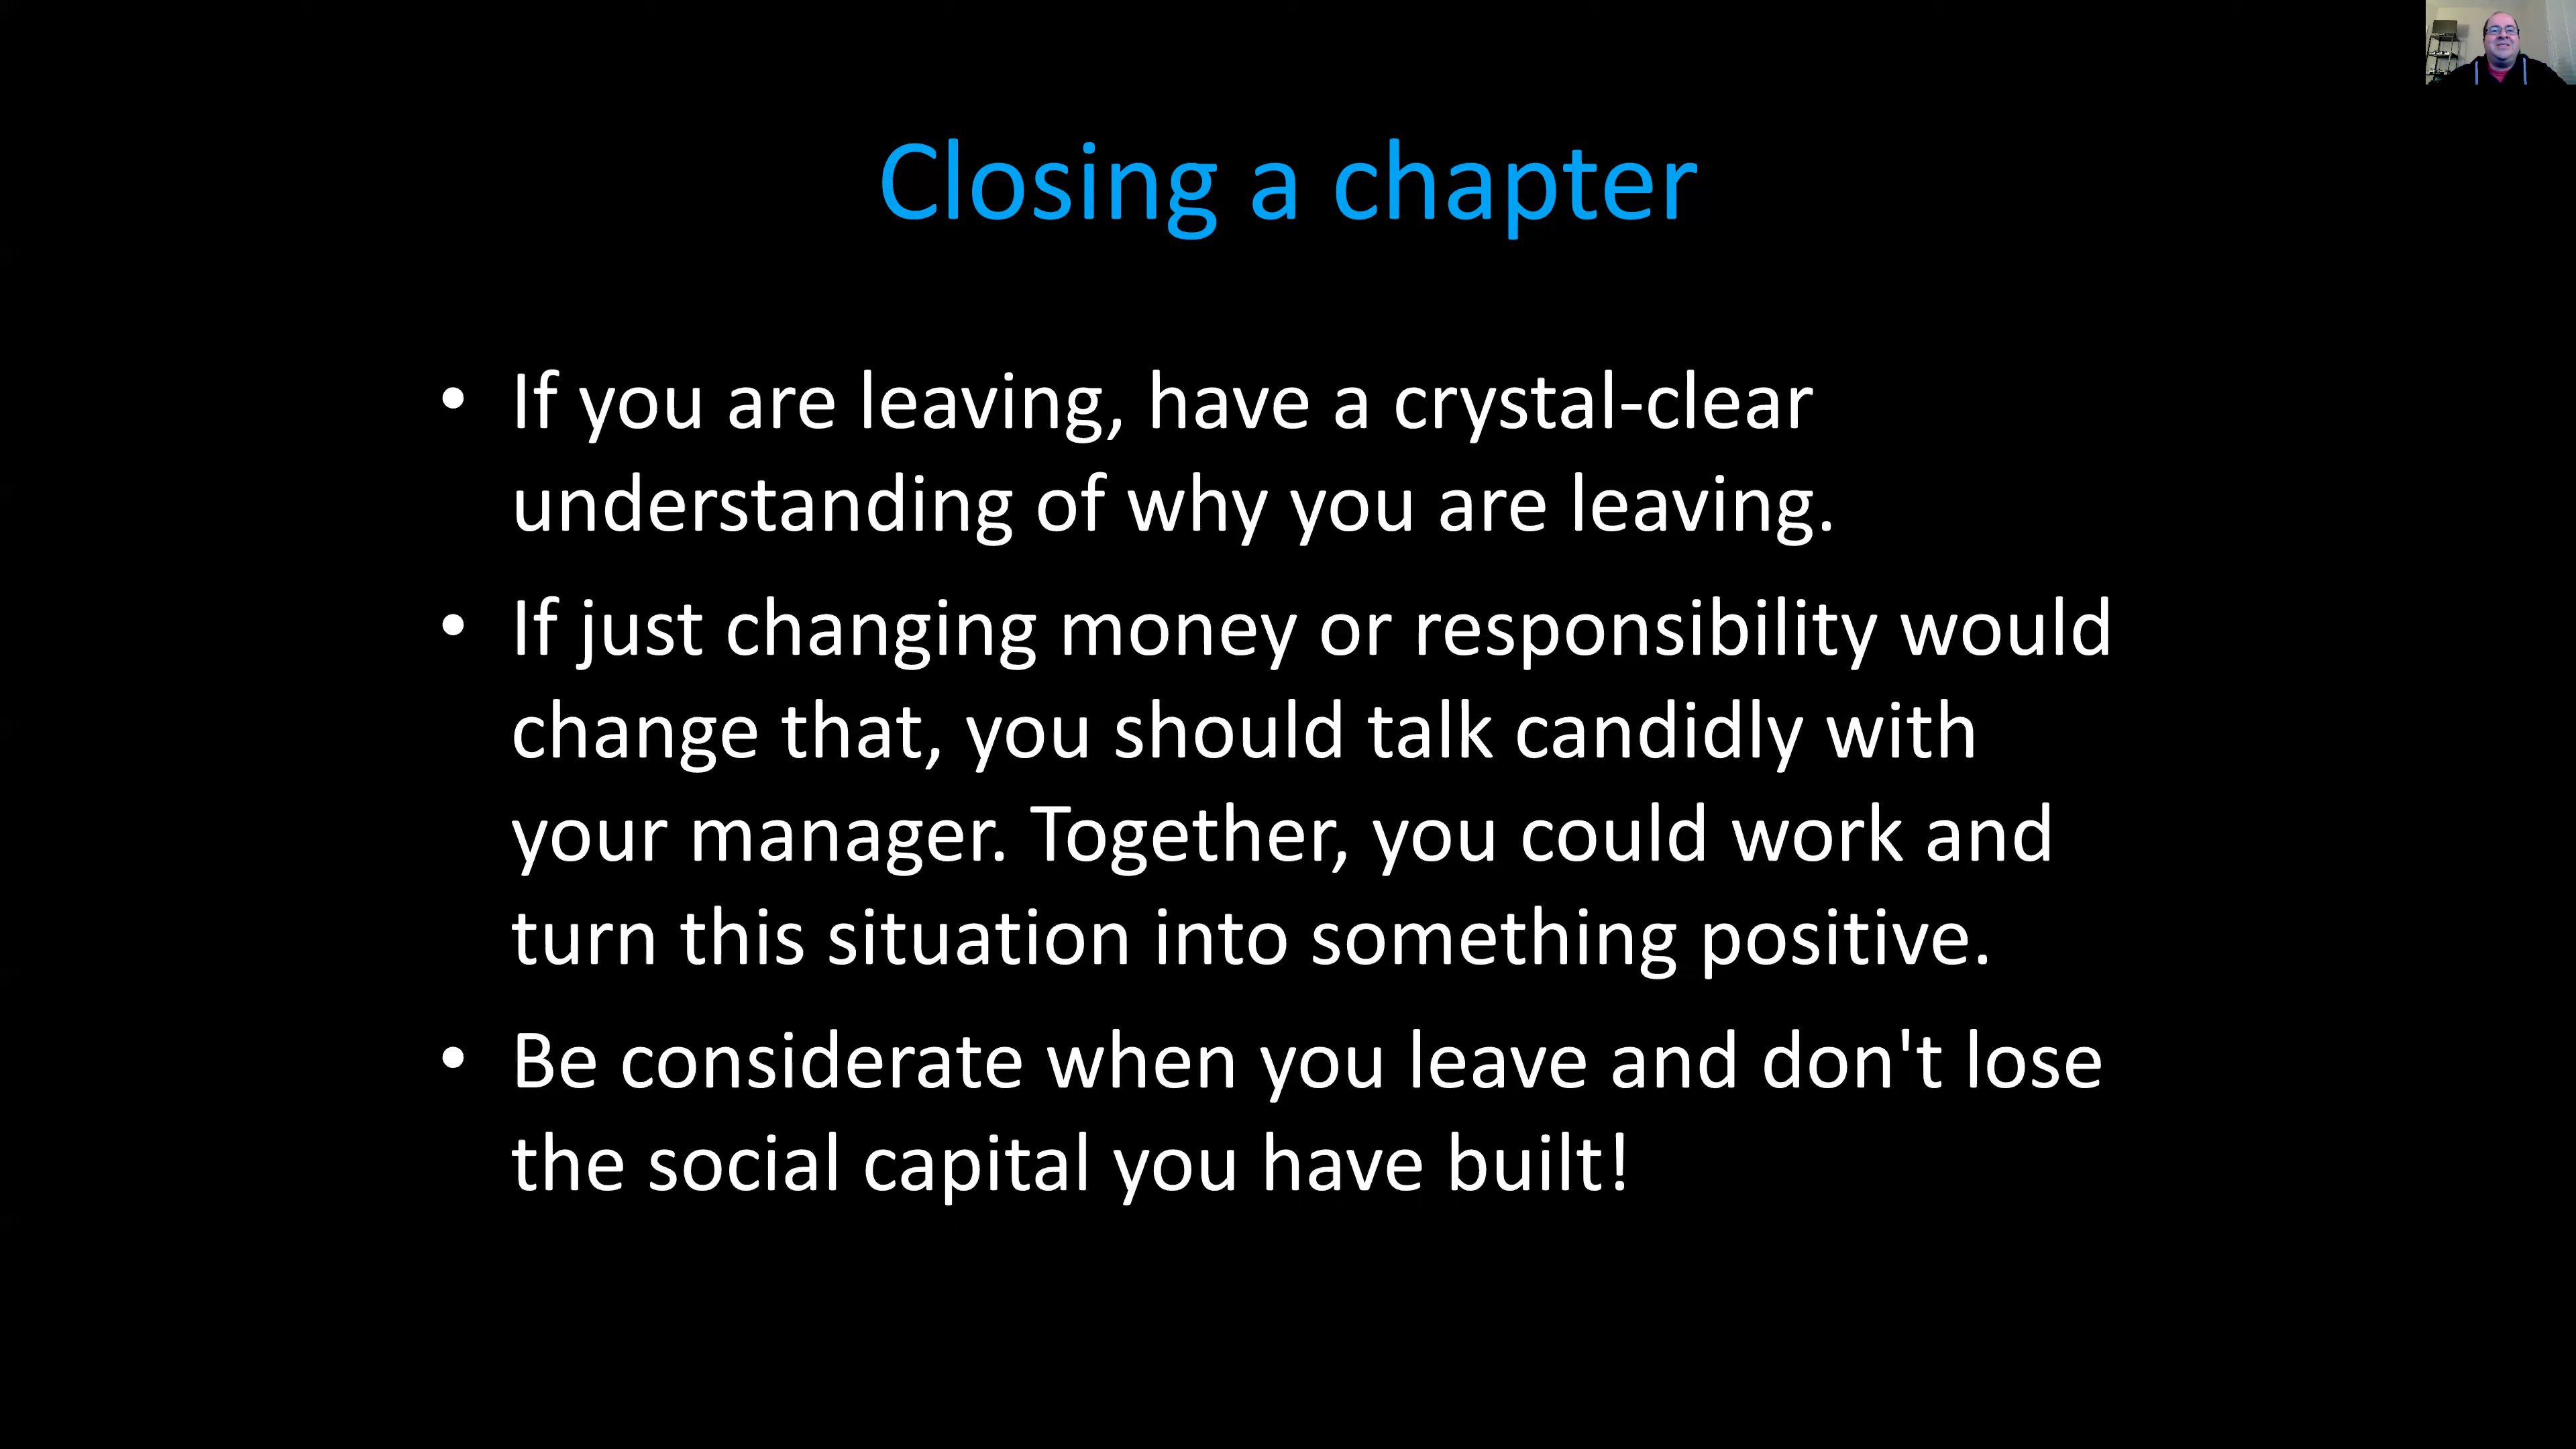 Closing a chapter
• If you are leaving, have a crystal-clear
understanding of why you are leaving.
• If just changing money or responsibility would
change that, you should talk candidly with
your manager. Together, you could work and
turn this situation into something positive.
• Be considerate when you leave and don't lose
the social capital you have built!